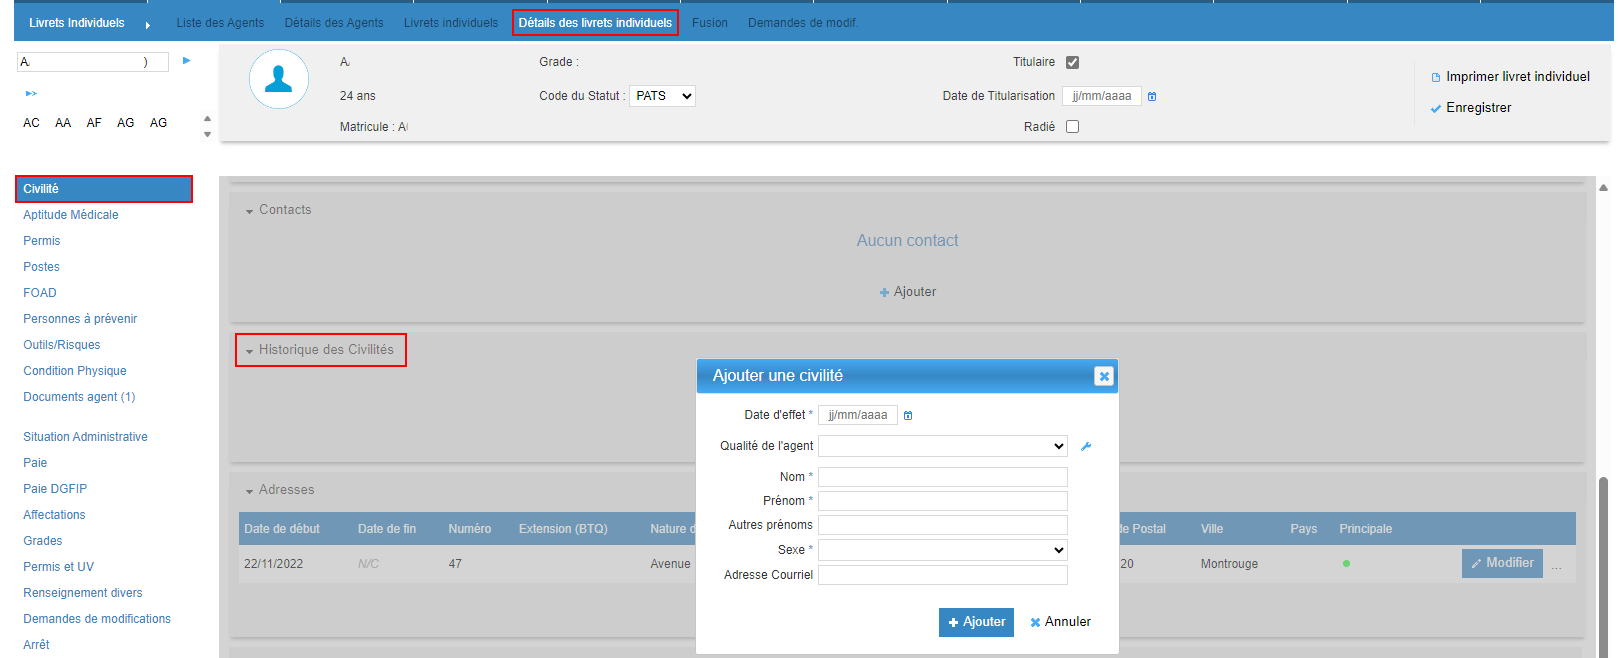 Livrets Individuels Liste des Agents Détails des Agents Livrets individuels Détails des livrets individuels Fusion Demandes de modif.
A )
AC AA AF AG AG
A
24 ans
Matricule : A
Grade :
Code du Statut : PATS
Titulaire
Date de Titularisation jj/mm/aaaa
Radié
Imprimer livret individuel
Enregistrer
Civilité
Aptitude Médicale
Permis
Postes
FOAD
Personnes à prévenir
Outils/Risques
Condition Physique
Documents agent (1)
Situation Administrative
Paie
Paie DGFIP
Affectations
Grades
Permis et UV
Renseignement divers
Demandes de modifications
Arrêt
Contacts
Aucun contact
Ajouter
Historique des Civilités
Ajouter une civilité
Date d'effet * jj/mm/aaaa
Qualité de l'agent
Nom *
Prénom *
Autres prénoms
Sexe *
Adresse Courriel
Ajouter Annuler
Adresses
Date de début Date de fin Numéro Extension (BTQ) Nature d e Postal Ville Pays Principale
22/11/2022 N/C 47 Avenue 20 Montrouge Modifier ...